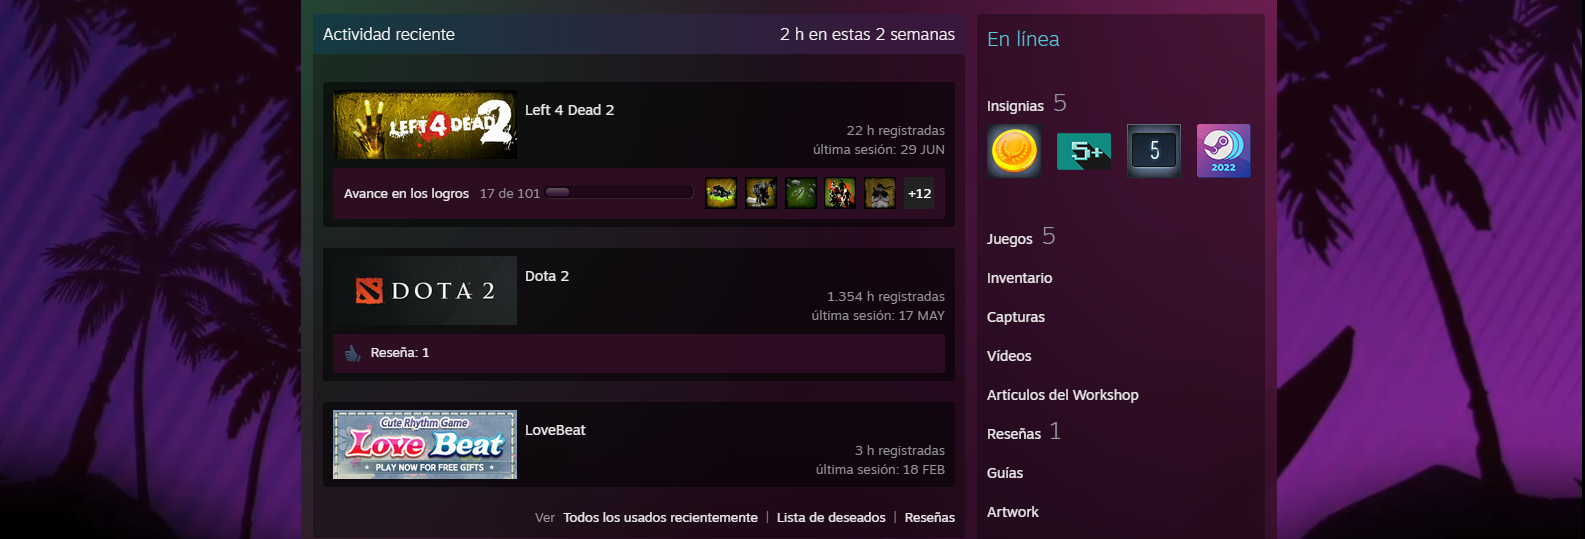 Actividad reciente
2 h en estas 2 semanas
LEFT 4 DEAD 2
Left 4 Dead 2
22 h registradas
última sesión: 29 JUN
Avance en los logros 17 de 101
+12
DOTA 2
Dota 2
1.354 h registradas
última sesión: 17 MAY
Reseña: 1
Cute Rhythm Game
Love Beat
★ PLAY NOW FOR FREE GIFTS ★
LoveBeat
3 h registradas
última sesión: 18 FEB
Ver Todos los usados recientemente | Lista de deseados | Reseñas
En línea
Insignias 5
5+
5
2022
Juegos 5
Inventario
Capturas
Vídeos
Artículos del Workshop
Reseñas 1
Guías
Artwork